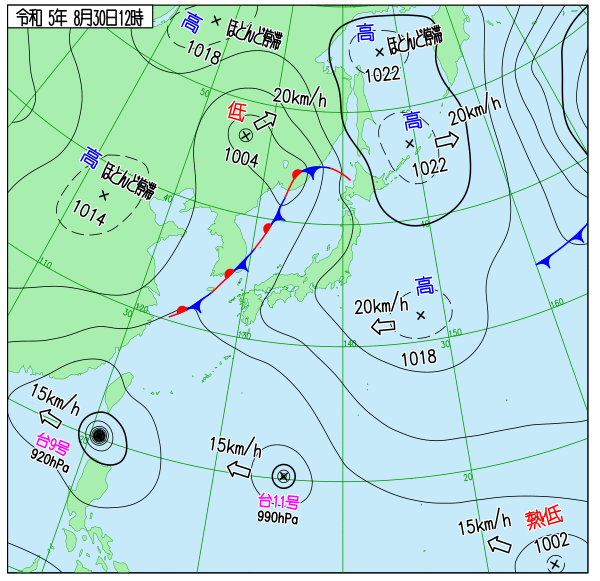 令和 5年 8月30日12時
高
ほとんど停滞
1018
高
ほとんど停滞
1022
50
低
20km/h
1004
高
20km/h
1022
高
ほとんど停滞
1014
40
40
110
30
120
130
高
20km/h
1018
140
30
150
160
15km/h
台9号
920hPa
20
15km/h
台11号
990hPa
20
15km/h
熱低
1002